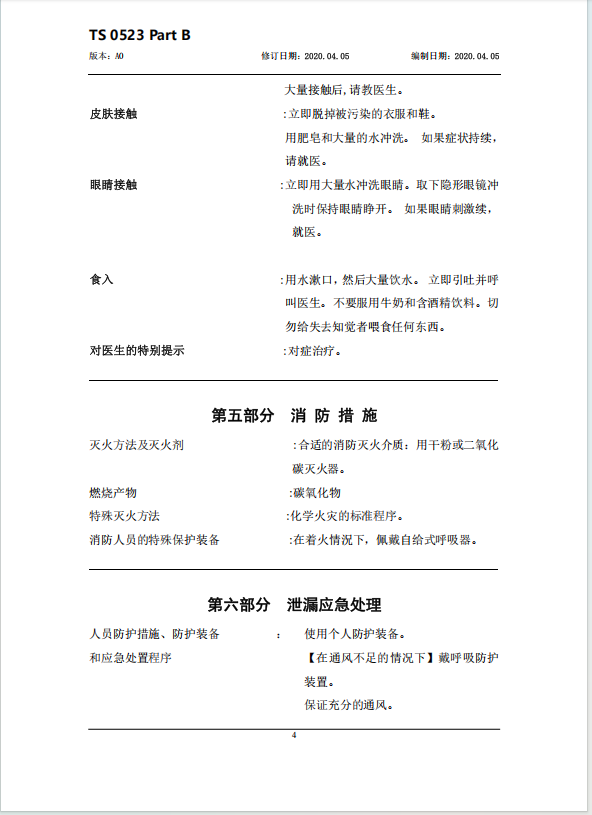 TS 0523 Part B
版本：A0 修订日期：2020.04.05 编制日期：2020.04.05
大量接触后,请教医生。
皮肤接触 :立即脱掉被污染的衣服和鞋。
用肥皂和大量的水冲洗。 如果症状持续，
请就医。
眼睛接触 :立即用大量水冲洗眼睛。取下隐形眼镜冲
洗时保持眼睛睁开。 如果眼睛刺激续，
就医。
食入 :用水漱口，然后大量饮水。 立即引吐并呼
叫医生。不要服用牛奶和含酒精饮料。切
勿给失去知觉者喂食任何东西。
对医生的特别提示 :对症治疗。
第五部分 消 防 措 施
灭火方法及灭火剂 :合适的消防灭火介质：用干粉或二氧化
碳灭火器。
燃烧产物 :碳氧化物
特殊灭火方法 :化学火灾的标准程序。
消防人员的特殊保护装备 :在着火情况下，佩戴自给式呼吸器。
第六部分 泄漏应急处理
人员防护措施、防护装备 ： 使用个人防护装备。
和应急处置程序 【在通风不足的情况下】戴呼吸防护
装置。
保证充分的通风。
4